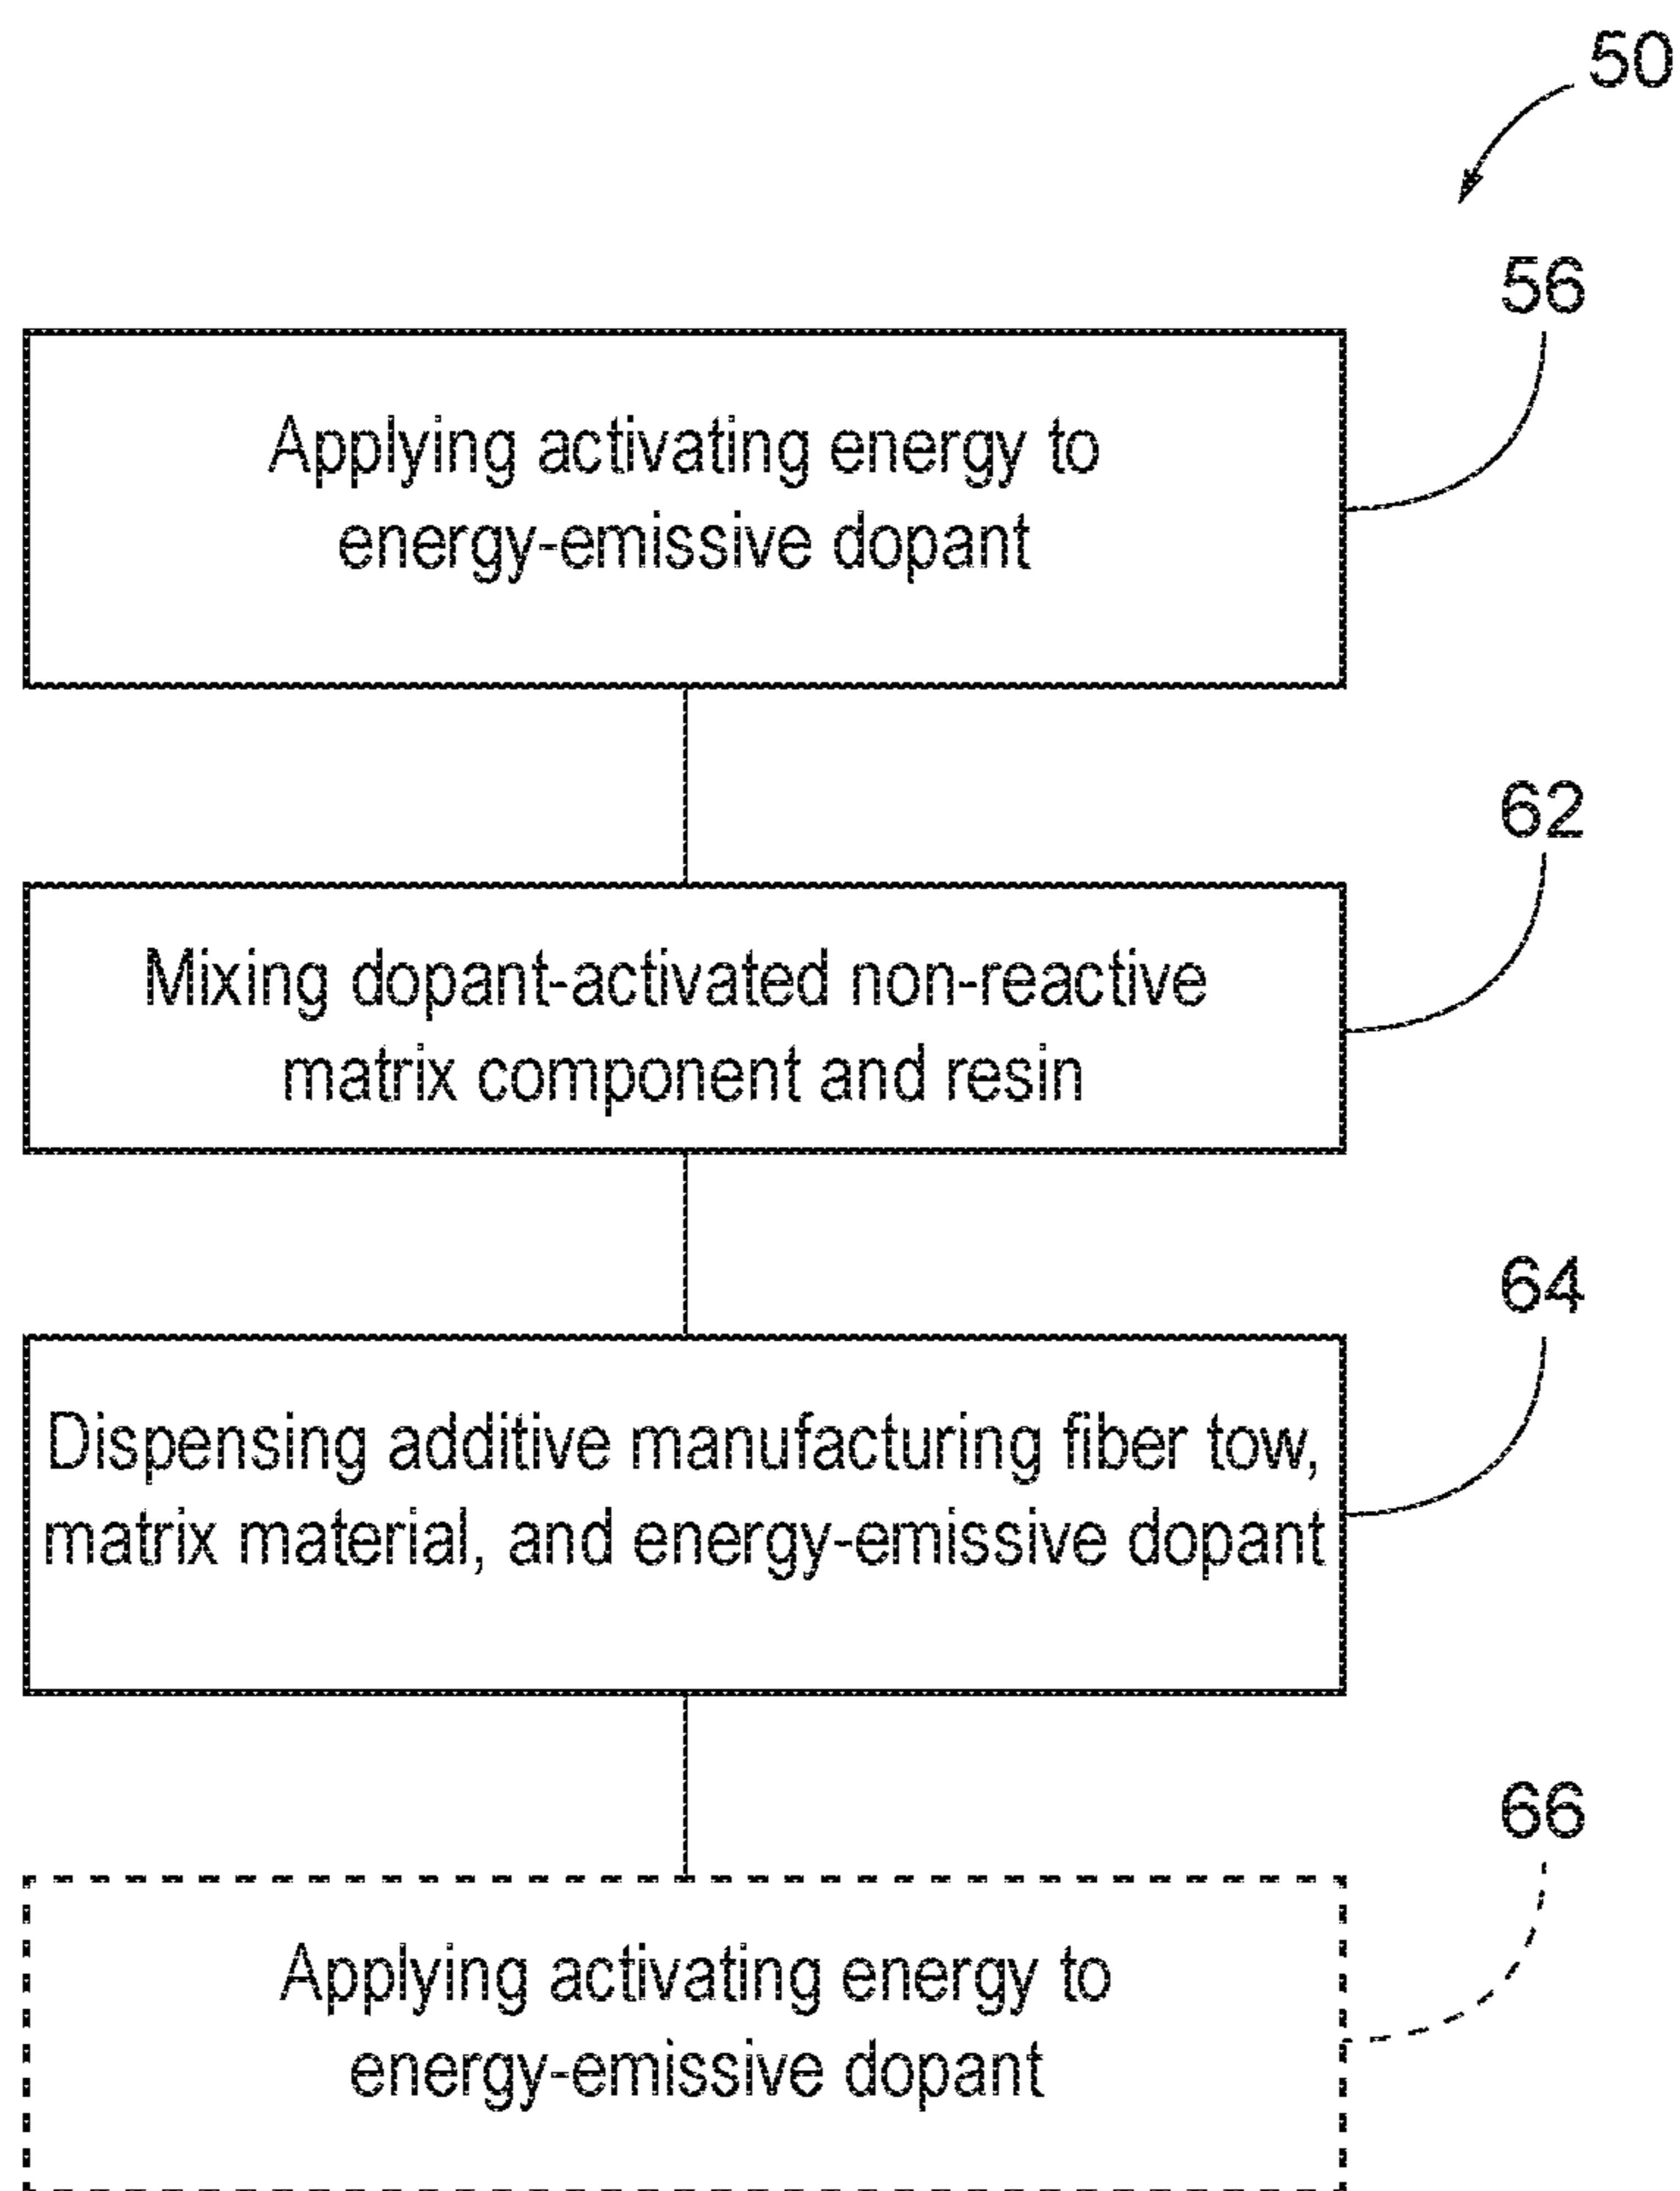 50
56
Applying activating energy to
energy-emissive dopant
62
Mixing dopant-activated non-reactive
matrix component and resin
64
Dispensing additive manufacturing fiber tow,
matrix material, and energy-emissive dopant
66
Applying activating energy to
energy-emissive dopant